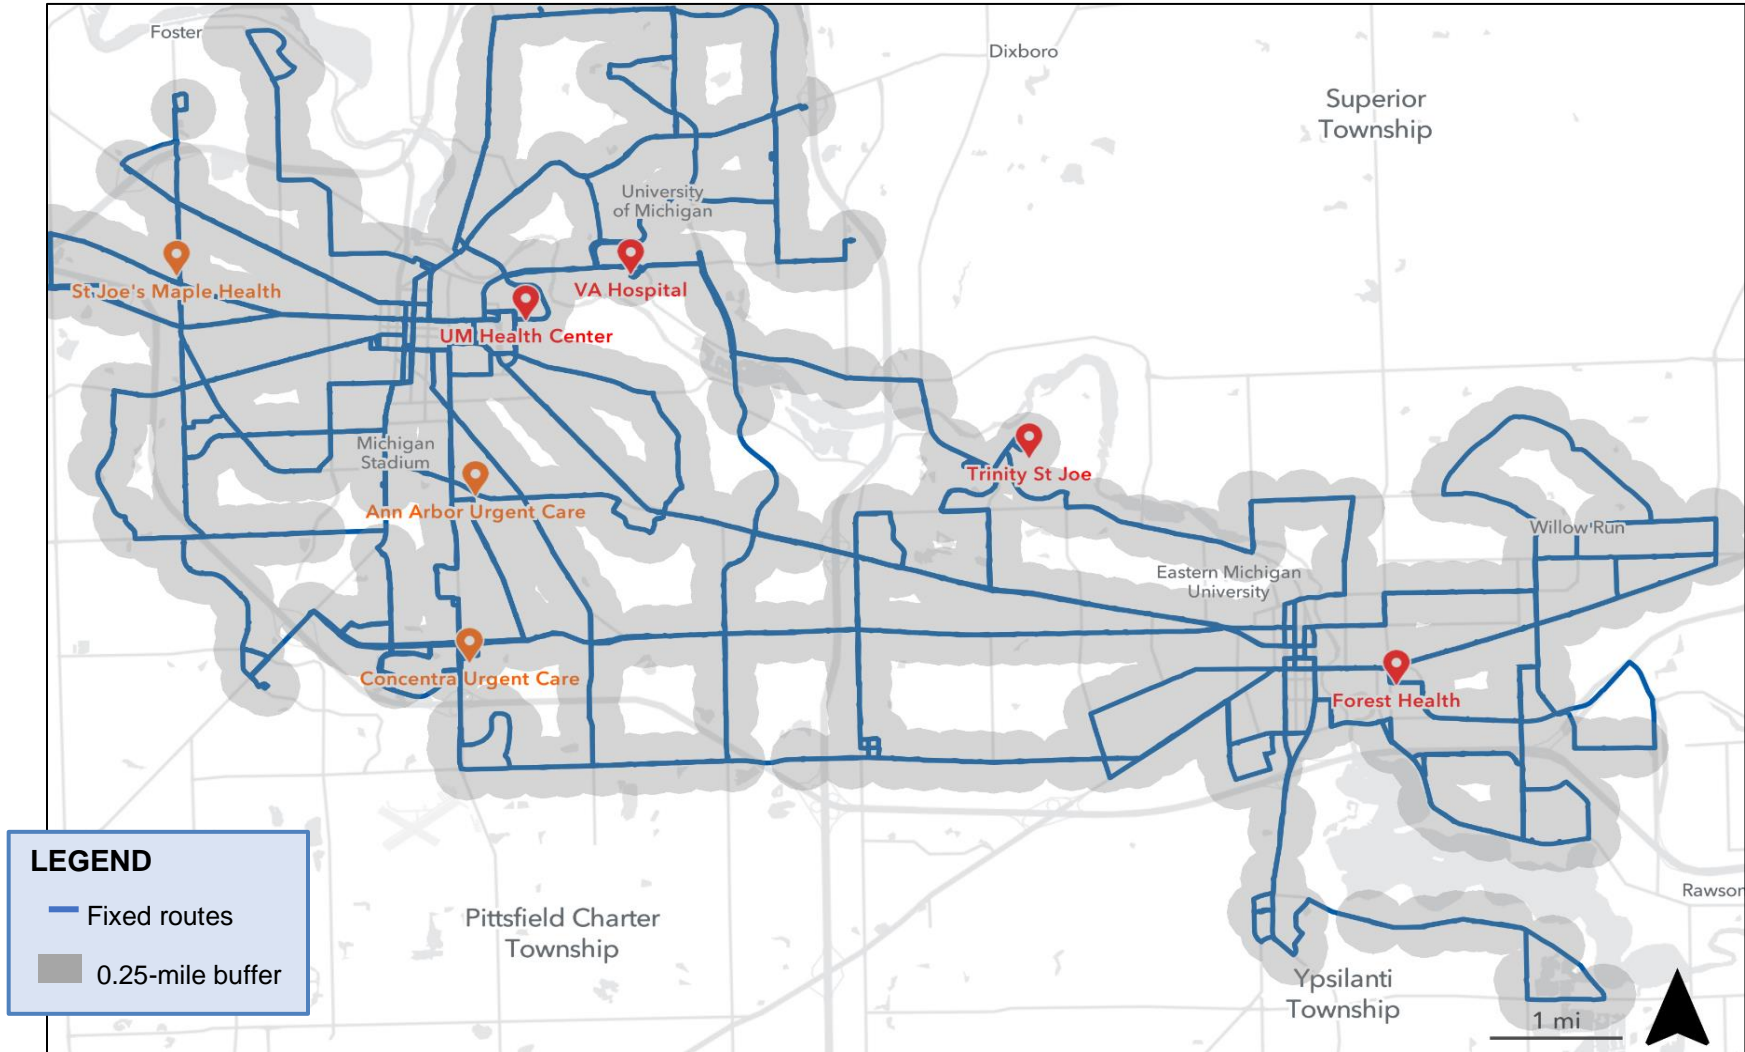 Foster
Dixboro
Superior
Township
University
of Michigan
St Joe's Maple Health
VA Hospital
UM Health Center
Michigan
Stadium
Trinity St Joe
Ann Arbor Urgent Care
Willow Run
Eastern Michigan
University
Concentra Urgent Care
Forest Health
LEGEND
Fixed routes
0.25-mile buffer
Pittsfield Charter
Township
Rawson
Ypsilanti
Township
1 mi